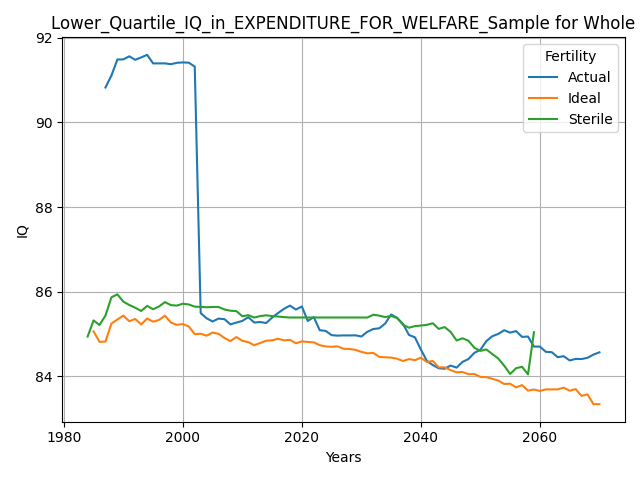 Lower_Quartile_IQ_in_EXPENDITURE_FOR_WELFARE_Sample for Whole
92
90
88
86
84
IQ
1980
2000
2020
2040
2060
Years
Fertility
Actual
Ideal
Sterile